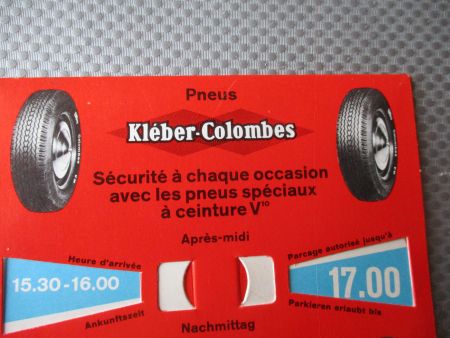 Pneus
Kléber-Colombes
Sécurité à chaque occasion
avec les pneus spéciaux
à ceinture V10
Après-midi
Heure d'arrivée
15.30-16.00
Ankunftszeit
Parcage autorisé jusqu'à
17.00
Parkieren erlaubt bis
Nachmittag